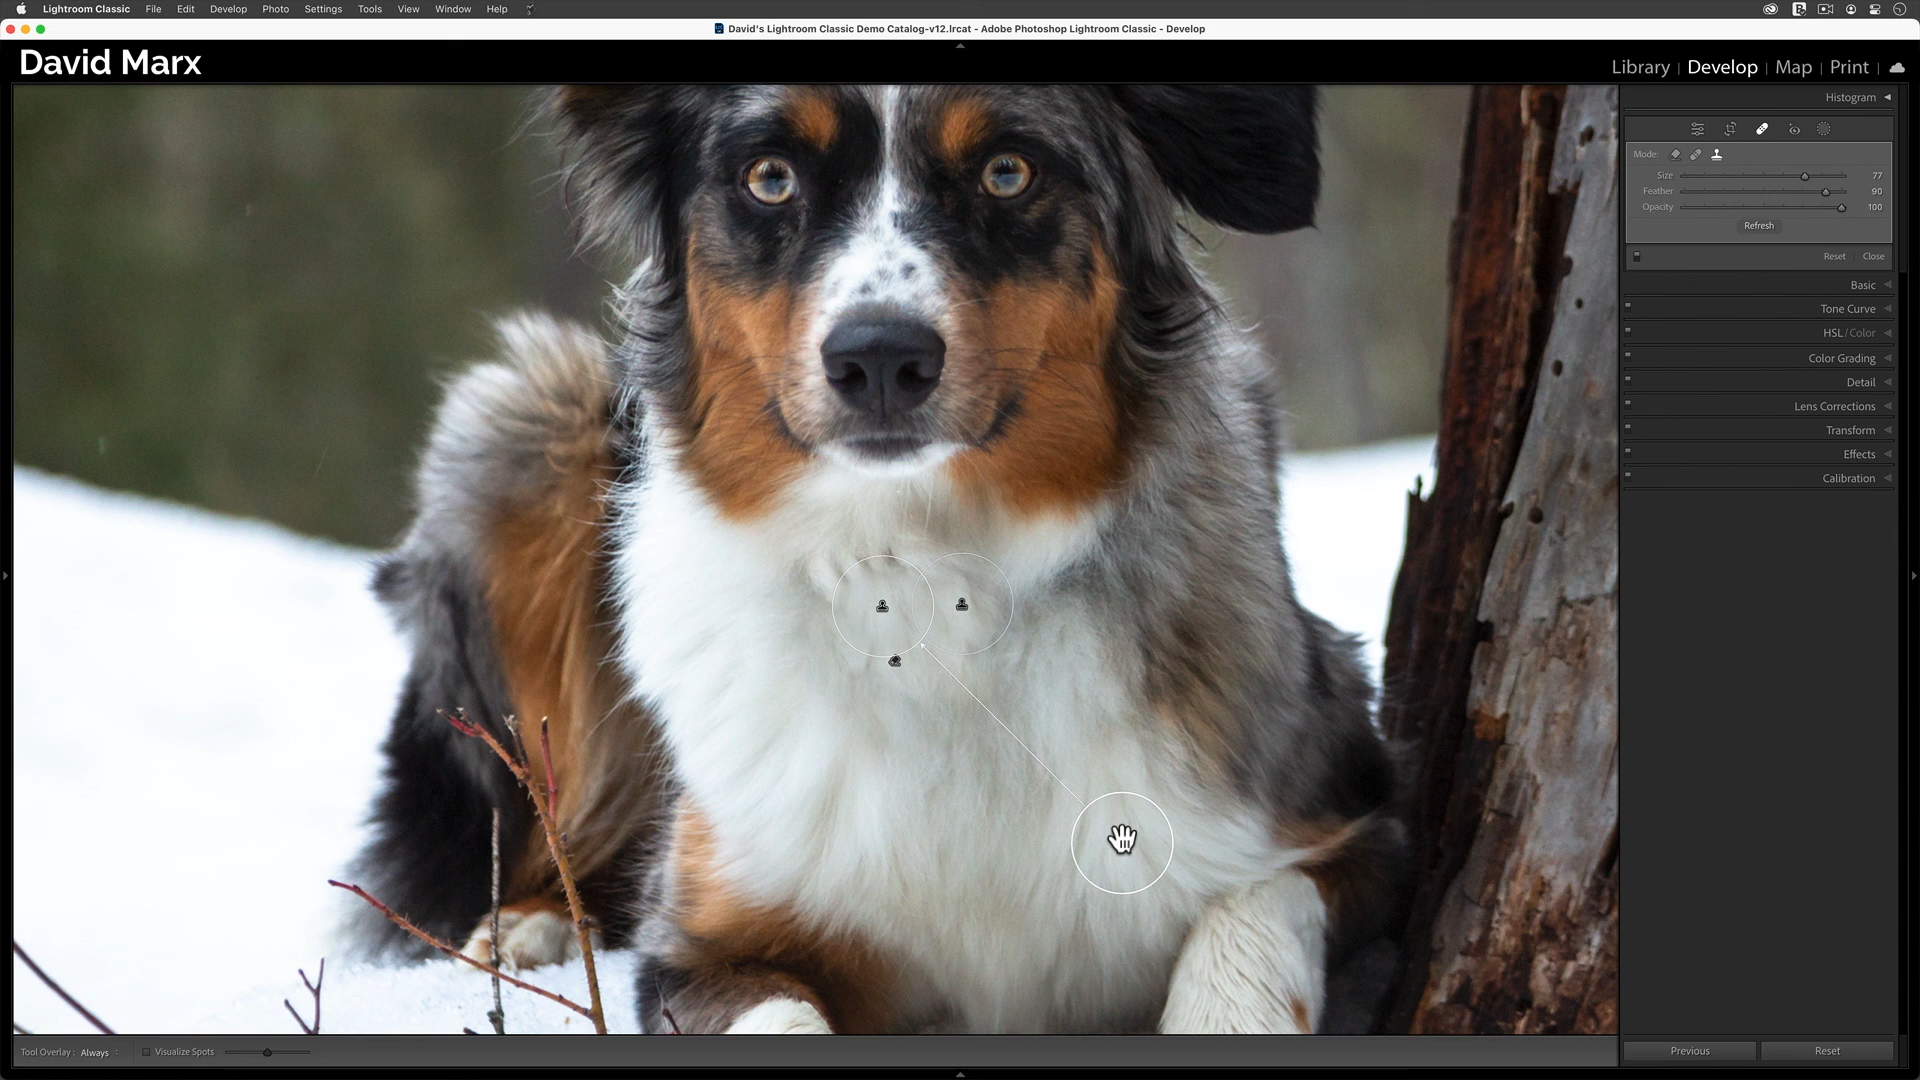 Lightroom Classic File Edit Develop Photo Settings Tools View Window Help
David's Lightroom Classic Demo Catalog-v12.lrcat - Adobe Photoshop Lightroom Classic - Develop
David Marx
Library | Develop | Map | Print |
Histogram
Mode:
Size 77
Feather 90
Opacity 100
Refresh
Reset | Close
Basic
Tone Curve
HSL / Color
Color Grading
Detail
Lens Corrections
Transform
Effects
Calibration
Tool Overlay : Always Visualize Spots
Previous Reset